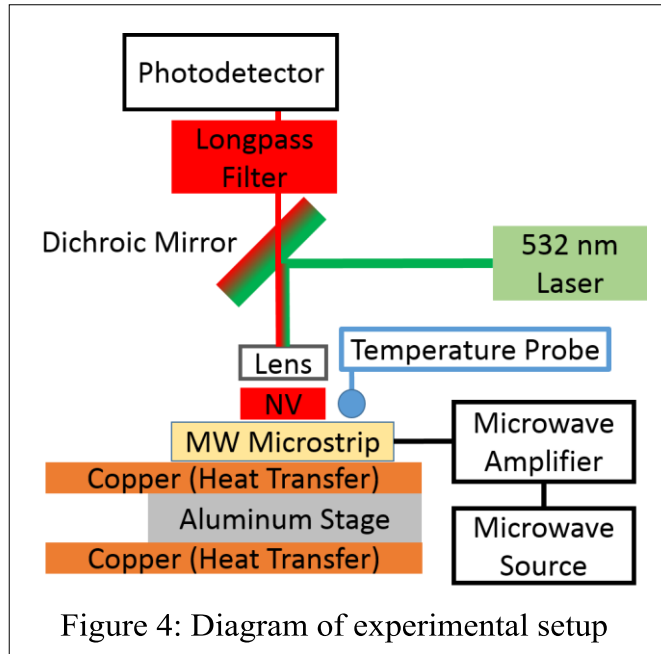 Photodetector
Longpass
Filter
Dichroic Mirror
532 nm
Laser
Lens
Temperature Probe
NV
MW Microstrip
Microwave
Amplifier
Copper (Heat Transfer)
Aluminum Stage
Microwave
Source
Copper (Heat Transfer)
Figure 4: Diagram of experimental setup